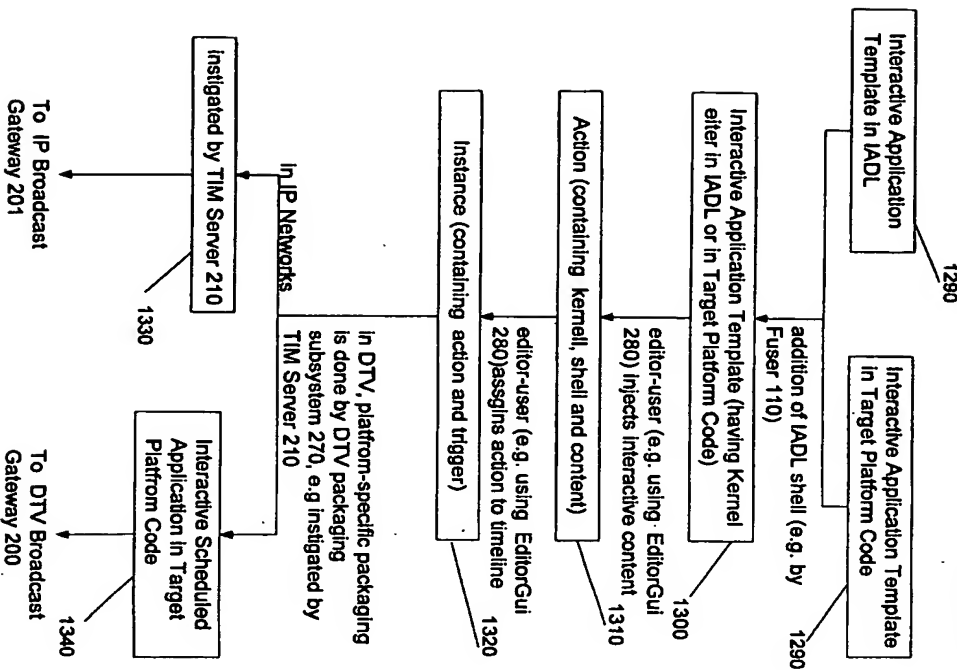 1290
Interactive Application
Template in IADL
1290
Interactive Application Template
in Target Platform Code
addition of IADL shell (e.g. by
Fuser 110)
Interactive Application Template (having Kernel
eiter in IADL or in Target Platform Code)
1300
editor-user (e.g. using EditorGui
280) injects interactive content
Action (containing kernell, shell and content)
1310
editor-user (e.g. using EditorGui
280)assgins action to timeline
Instance (containing action and trigger)
1320
in IP Networks
in DTV, platfrom-specific packaging
is done by DTV packaging
subsystem 270, e.g instigated by
TIM Server 210
instigated by TIM Server 210
1330
Interactive Scheduled
Application in Target
Platfrom Code
1340
To IP Broadcast
Gateway 201
To DTV Broadcast
Gateway 200